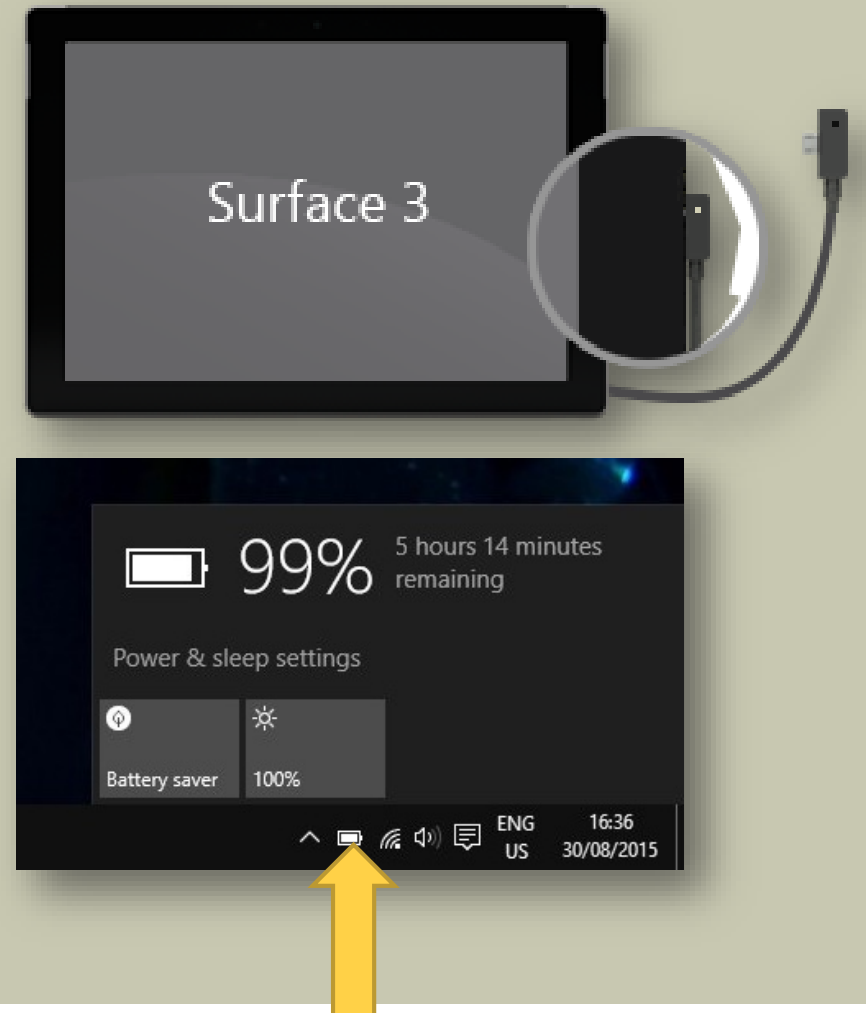 Surface 3
99%
5 hours 14 minutes
remaining
Power & sleep settings
Battery saver
100%
ENG
US
16:36
30/08/2015